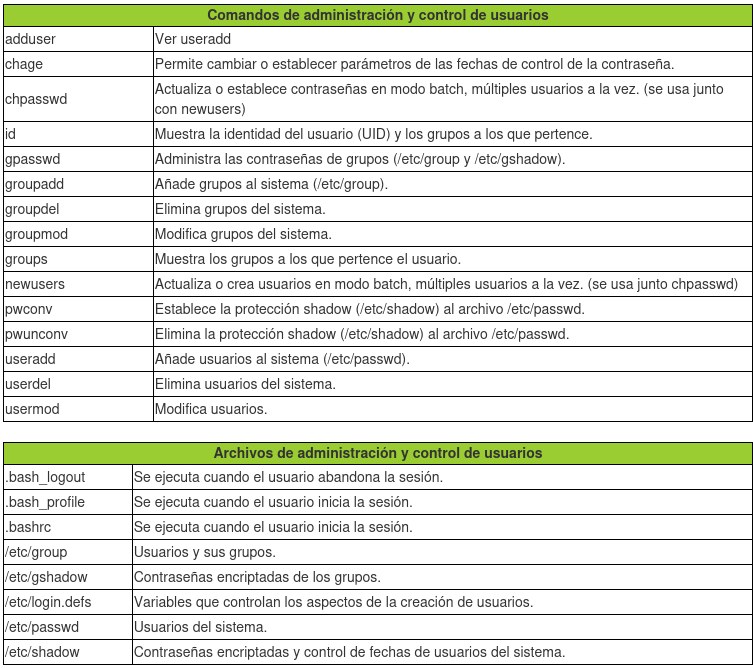 Comandos de administración y control de usuarios
adduser Ver useradd
chage Permite cambiar o establecer parámetros de las fechas de control de la contraseña.
chpasswd Actualiza o establece contraseñas en modo batch, múltiples usuarios a la vez. (se usa junto
con newusers)
id Muestra la identidad del usuario (UID) y los grupos a los que pertence.
gpasswd Administra las contraseñas de grupos (/etc/group y /etc/gshadow).
groupadd Añade grupos al sistema (/etc/group).
groupdel Elimina grupos del sistema.
groupmod Modifica grupos del sistema.
groups Muestra los grupos a los que pertence el usuario.
newusers Actualiza o crea usuarios en modo batch, múltiples usuarios a la vez. (se usa junto chpasswd)
pwconv Establece la protección shadow (/etc/shadow) al archivo /etc/passwd.
pwunconv Elimina la protección shadow (/etc/shadow) al archivo /etc/passwd.
useradd Añade usuarios al sistema (/etc/passwd).
userdel Elimina usuarios del sistema.
usermod Modifica usuarios.
Archivos de administración y control de usuarios
.bash_logout Se ejecuta cuando el usuario abandona la sesión.
.bash_profile Se ejecuta cuando el usuario inicia la sesión.
.bashrc Se ejecuta cuando el usuario inicia la sesión.
/etc/group Usuarios y sus grupos.
/etc/gshadow Contraseñas encriptadas de los grupos.
/etc/login.defs Variables que controlan los aspectos de la creación de usuarios.
/etc/passwd Usuarios del sistema.
/etc/shadow Contraseñas encriptadas y control de fechas de usuarios del sistema.